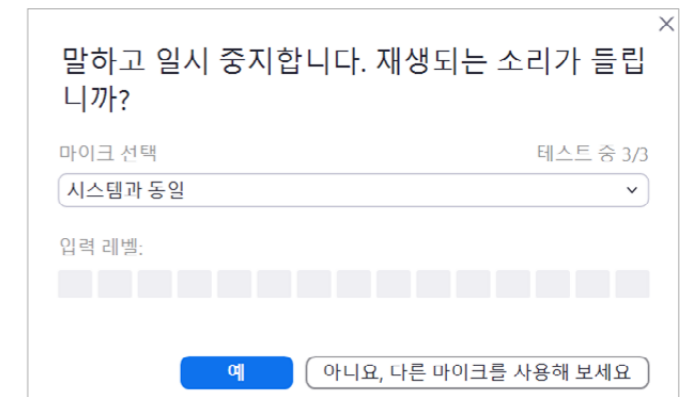 말하고 일시 중지합니다. 재생되는 소리가 들립
니까?
마이크 선택 테스트 중 3/3
시스템과 동일
입력 레벨:
예 아니요, 다른 마이크를 사용해 보세요